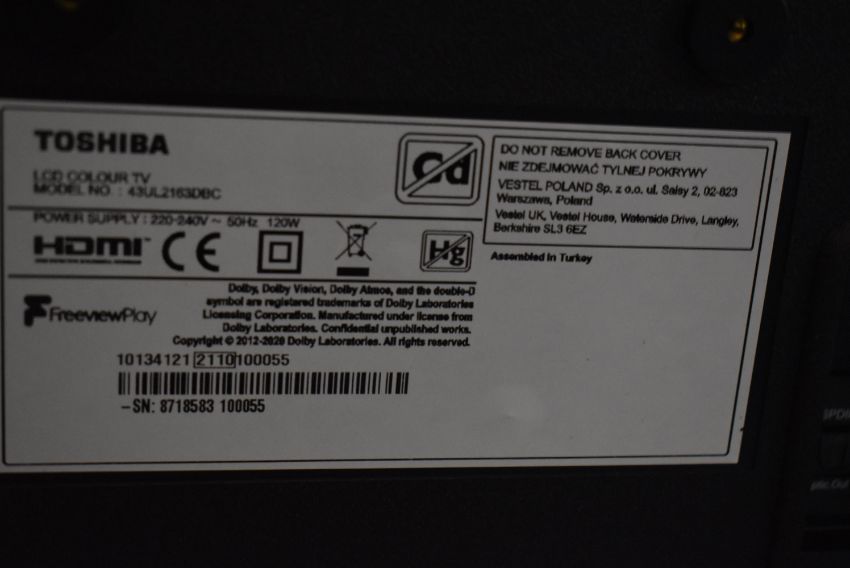 TOSHIBA
LCD COLOUR TV
MODEL NO. : 43UL2163DBC
POWER SUPPLY : 220-240V ~ 50Hz 120W
Cd
HDMI
CE
Hg
DO NOT REMOVE BACK COVER
NIE ZDEJMOWAĆ TYLNEJ POKRYWY
VESTEL POLAND Sp. z o.o. ul. Salsy 2, 02-823
Warszawa, Poland
Vestel UK, Vestel House, Waterside Drive, Langley,
Berkshire SL3 6EZ
Assembled in Turkey
FreeviewPlay
Dolby, Dolby Vision, Dolby Atmos, and the double-D
symbol are registered trademarks of Dolby Laboratories
Licensing Corporation. Manufactured under license from
Dolby Laboratories. Confidential unpublished works.
Copyright © 2012-2020 Dolby Laboratories. All rights reserved.
10134121 2110 100055
-SN: 8718583 100055